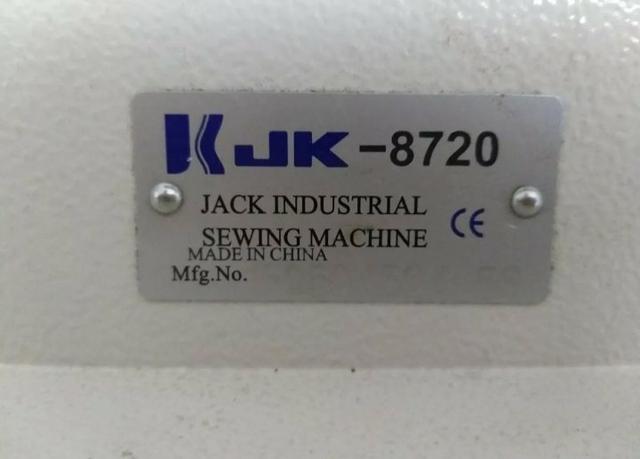 JK-8720
JACK INDUSTRIAL
SEWING MACHINE
CE
MADE IN CHINA
Mfg.No.